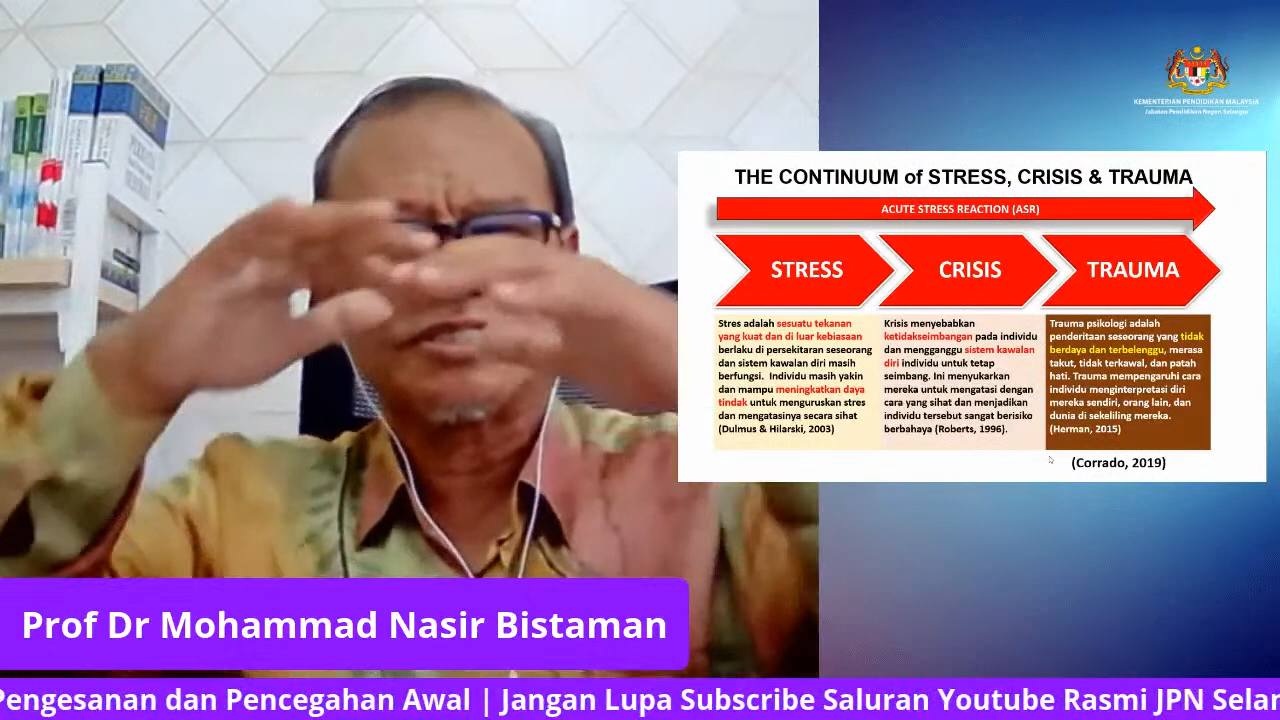 KEMENTERIAN PENDIDIKAN MALAYSIA
Jabatan Pendidikan Negeri Selangor
THE CONTINUUM of STRESS, CRISIS & TRAUMA
ACUTE STRESS REACTION (ASR)
STRESS
CRISIS
TRAUMA
Stres adalah sesuatu tekanan
yang kuat dan di luar kebiasaan
berlaku di persekitaran seseorang
dan sistem kawalan diri masih
berfungsi. Individu masih yakin
dan mampu meningkatkan daya
tindak untuk menguruskan stres
dan mengatasinya secara sihat
(Dulmus & Hilarski, 2003)
Krisis menyebabkan
ketidakseimbangan pada individu
dan mengganggu sistem kawalan
diri individu untuk tetap
seimbang. Ini menyukarkan
mereka untuk mengatasi dengan
cara yang sihat dan menjadikan
individu tersebut sangat berisiko
berbahaya (Roberts, 1996).
Trauma psikologi adalah
penderitaan seseorang yang tidak
berdaya dan terbelenggu, merasa
takut, tidak terkawal, dan patah
hati. Trauma mempengaruhi cara
individu menginterpretasi diri
mereka sendiri, orang lain, dan
dunia di sekeliling mereka.
(Herman, 2015)
(Corrado, 2019)
Prof Dr Mohammad Nasir Bistaman
Pengesanan dan Pencegahan Awal | Jangan Lupa Subscribe Saluran Youtube Rasmi JPN Selan